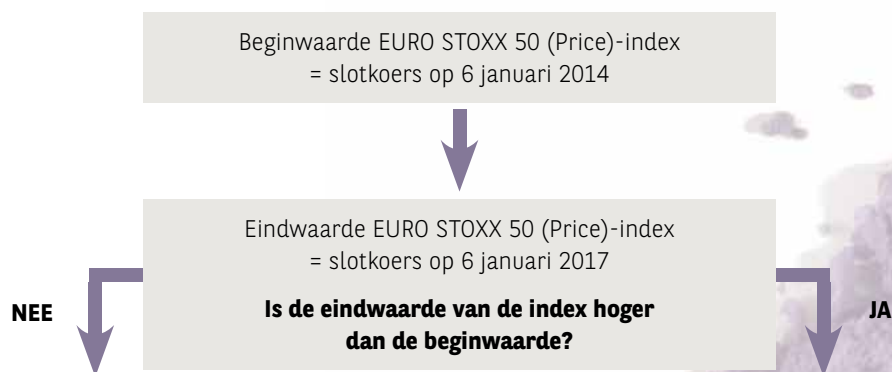 Beginwaarde EURO STOXX 50 (Price)-index
= slotkoers op 6 januari 2014
Eindwaarde EURO STOXX 50 (Price)-index
= slotkoers op 6 januari 2017
NEE
Is de eindwaarde van de index hoger
dan de beginwaarde?
JA